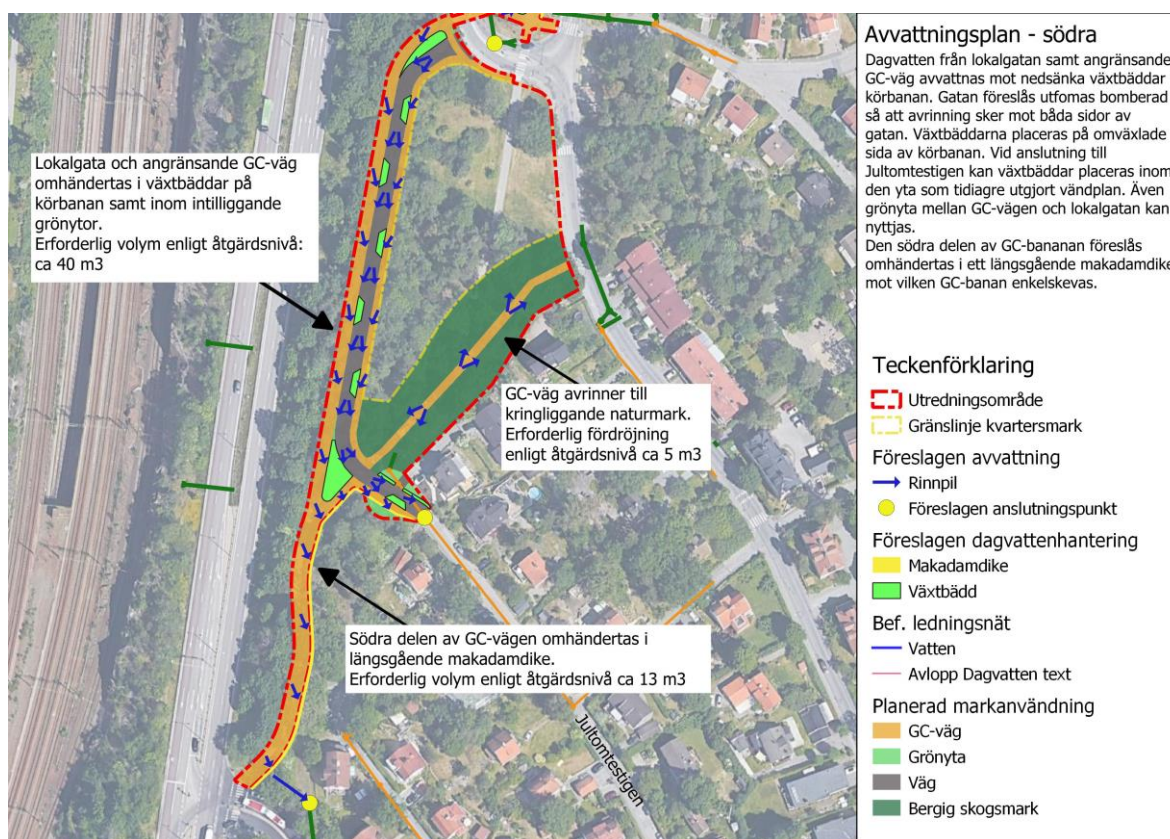 Avvattningsplan - södra
Dagvatten från lokalgatan samt angränsande
GC-väg avvattnas mot nedsänka växtbäddar
körbanan. Gatan föreslås utfomas bomberad
så att avrinning sker mot båda sidor av
gatan. Växtbäddarna placeras på omväxlade
sida av körbanan. Vid anslutning till
Jultomtestigen kan växtbäddar placeras inom
den yta som tidiagre utgjort vändplan. Även
grönyta mellan GC-vägen och lokalgatan kan
nyttjas.
Den södra delen av GC-bananan föreslås
omhändertas i ett längsgående makadamdike
mot vilken GC-banan enkelskevas.
Lokalgata och angränsande GC-väg
omhändertas i växtbäddar på
körbanan samt inom intilliggande
grönytor.
Erforderlig volym enligt åtgärdsnivå:
ca 40 m3
GC-väg avrinner till
kringliggande naturmark.
Erforderlig fördröjning
enligt åtgärdsnivå ca 5 m3
Södra delen av GC-vägen omhändertas i
längsgående makadamdike.
Erforderlig volym enligt åtgärdsnivå ca 13 m3
Jultomtestigen
Teckenförklaring
Utredningsområde
Gränslinje kvartersmark
Föreslagen avvattning
Rinnpil
Föreslagen anslutningspunkt
Föreslagen dagvattenhantering
Makadamdike
Växtbädd
Bef. ledningsnät
Vatten
Avlopp Dagvatten text
Planerad markanvändning
GC-väg
Grönyta
Väg
Bergig skogsmark